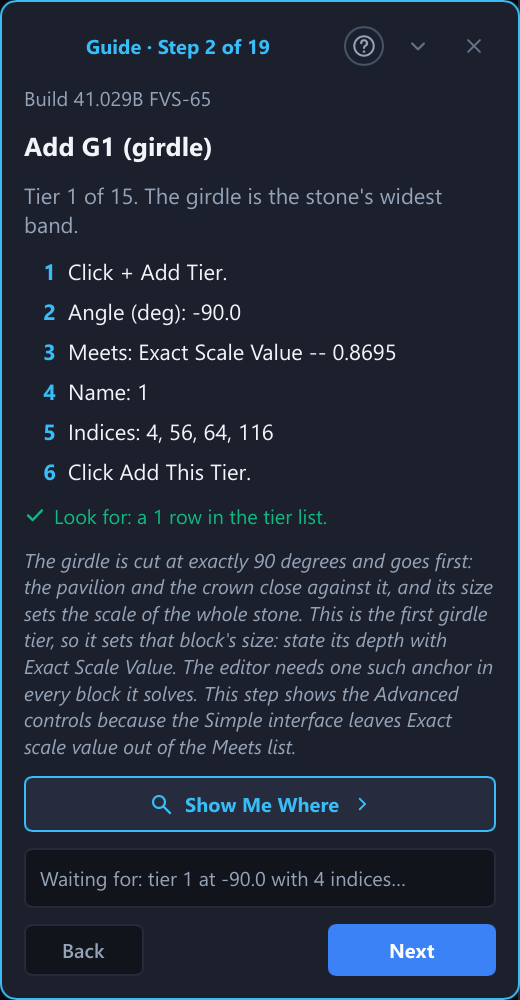 Guide · Step 2 of 19
Build 41.029B FVS-65
Add G1 (girdle)
Tier 1 of 15. The girdle is the stone's widest
band.
1 Click + Add Tier.
2 Angle (deg): -90.0
3 Meets: Exact Scale Value -- 0.8695
4 Name: 1
5 Indices: 4, 56, 64, 116
6 Click Add This Tier.
Look for: a 1 row in the tier list.
The girdle is cut at exactly 90 degrees and goes first:
the pavilion and the crown close against it, and its size
sets the scale of the whole stone. This is the first girdle
tier, so it sets that block's size: state its depth with
Exact Scale Value. The editor needs one such anchor in
every block it solves. This step shows the Advanced
controls because the Simple interface leaves Exact
scale value out of the Meets list.
Show Me Where
Waiting for: tier 1 at -90.0 with 4 indices...
Back
Next